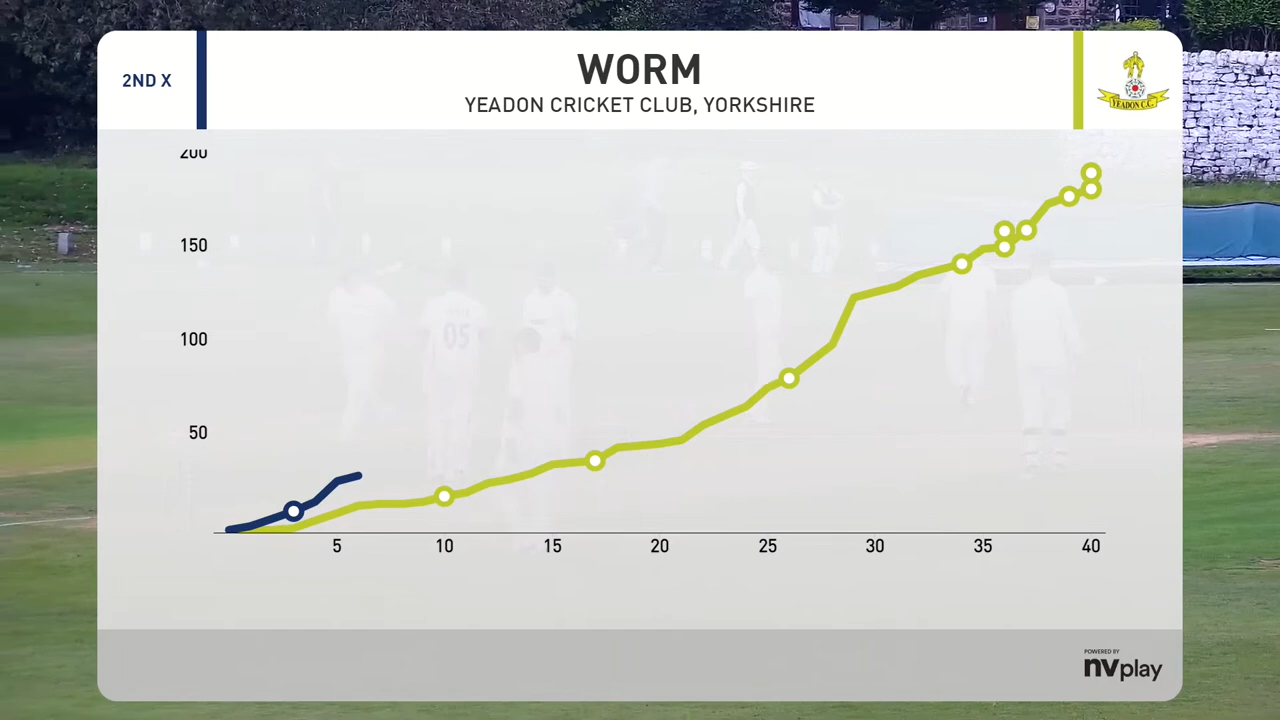 2ND X
WORM
YEADON CRICKET CLUB, YORKSHIRE
YEADON C.C.
200
150
100
50
05
5
10
15
20
25
30
35
40
POWERED BY
nvplay